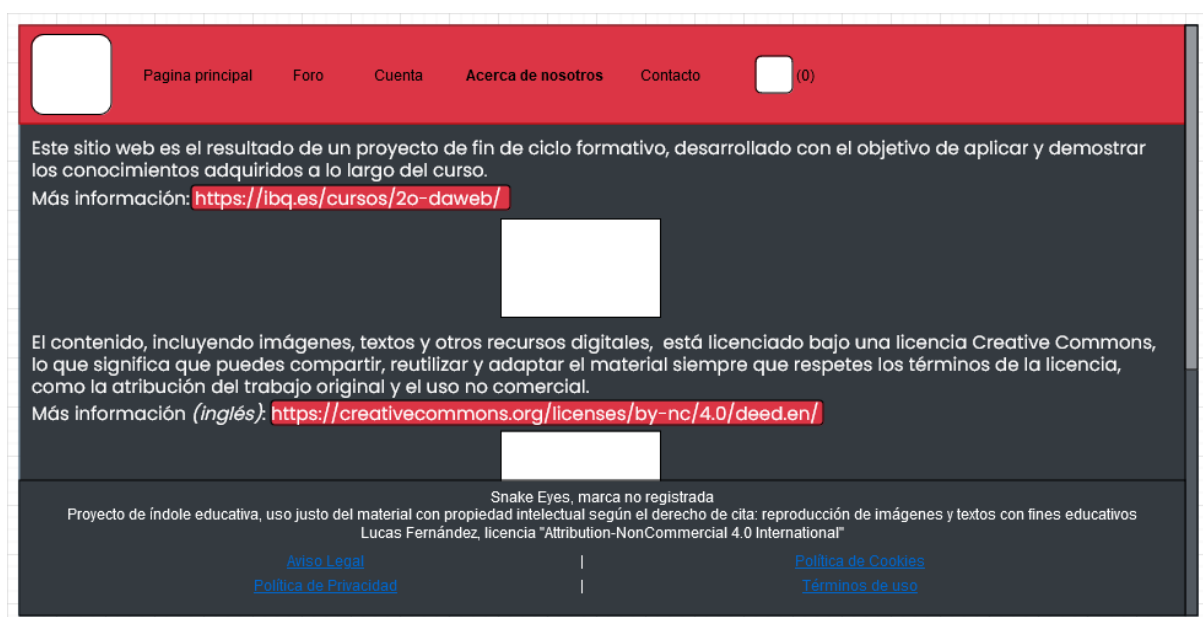 Pagina principal Foro Cuenta Acerca de nosotros Contacto (0)
Este sitio web es el resultado de un proyecto de fin de ciclo formativo, desarrollado con el objetivo de aplicar y demostrar
los conocimientos adquiridos a lo largo del curso.
Más información: https://ibq.es/cursos/2o-daweb/
El contenido, incluyendo imágenes, textos y otros recursos digitales, está licenciado bajo una licencia Creative Commons,
lo que significa que puedes compartir, reutilizar y adaptar el material siempre que respetes los términos de la licencia,
como la atribución del trabajo original y el uso no comercial.
Más información (inglés): https://creativecommons.org/licenses/by-nc/4.0/deed.en/
Snake Eyes, marca no registrada
Proyecto de índole educativa, uso justo del material con propiedad intelectual según el derecho de cita: reproducción de imágenes y textos con fines educativos
Lucas Fernández, licencia "Attribution-NonCommercial 4.0 International"
Aviso Legal | Política de Cookies
Política de Privacidad | Términos de uso